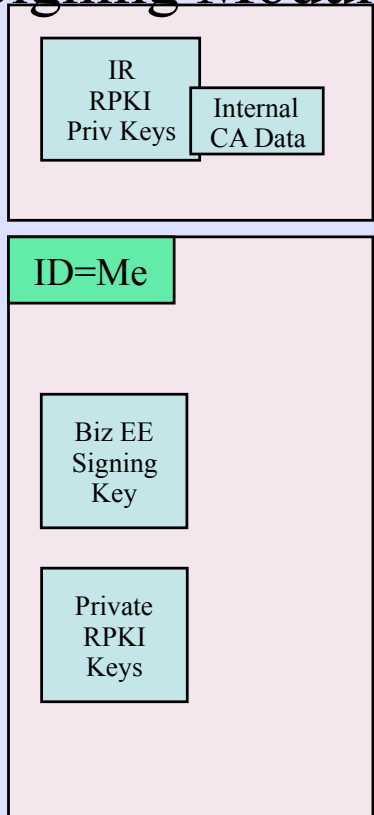 IR
RPKI
Priv Keys
Internal
CA Data
ID=Me
Biz EE
Signing
Key
Private
RPKI
Keys